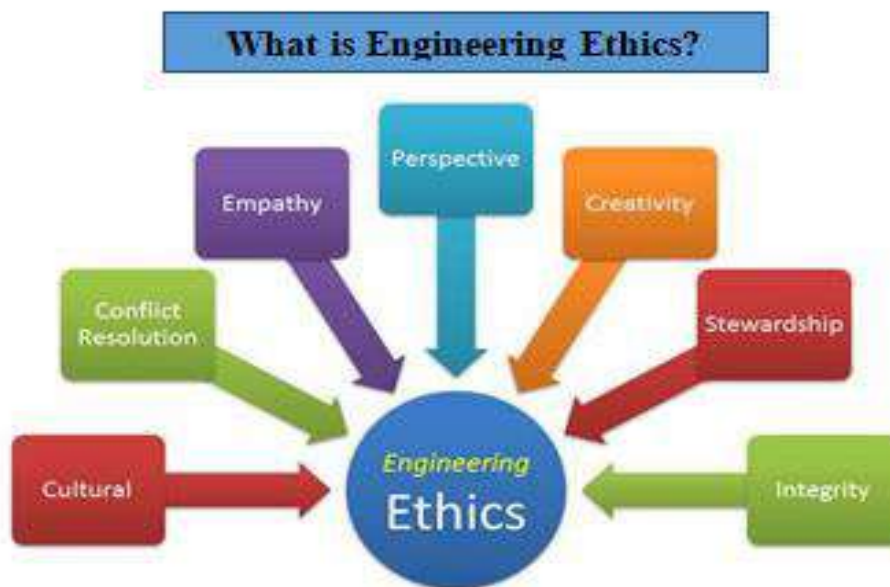 What is Engineering Ethics?
Perspective
Empathy
Creativity
Conflict
Resolution
Stewardship
Cultural
Engineering
Ethics
Integrity